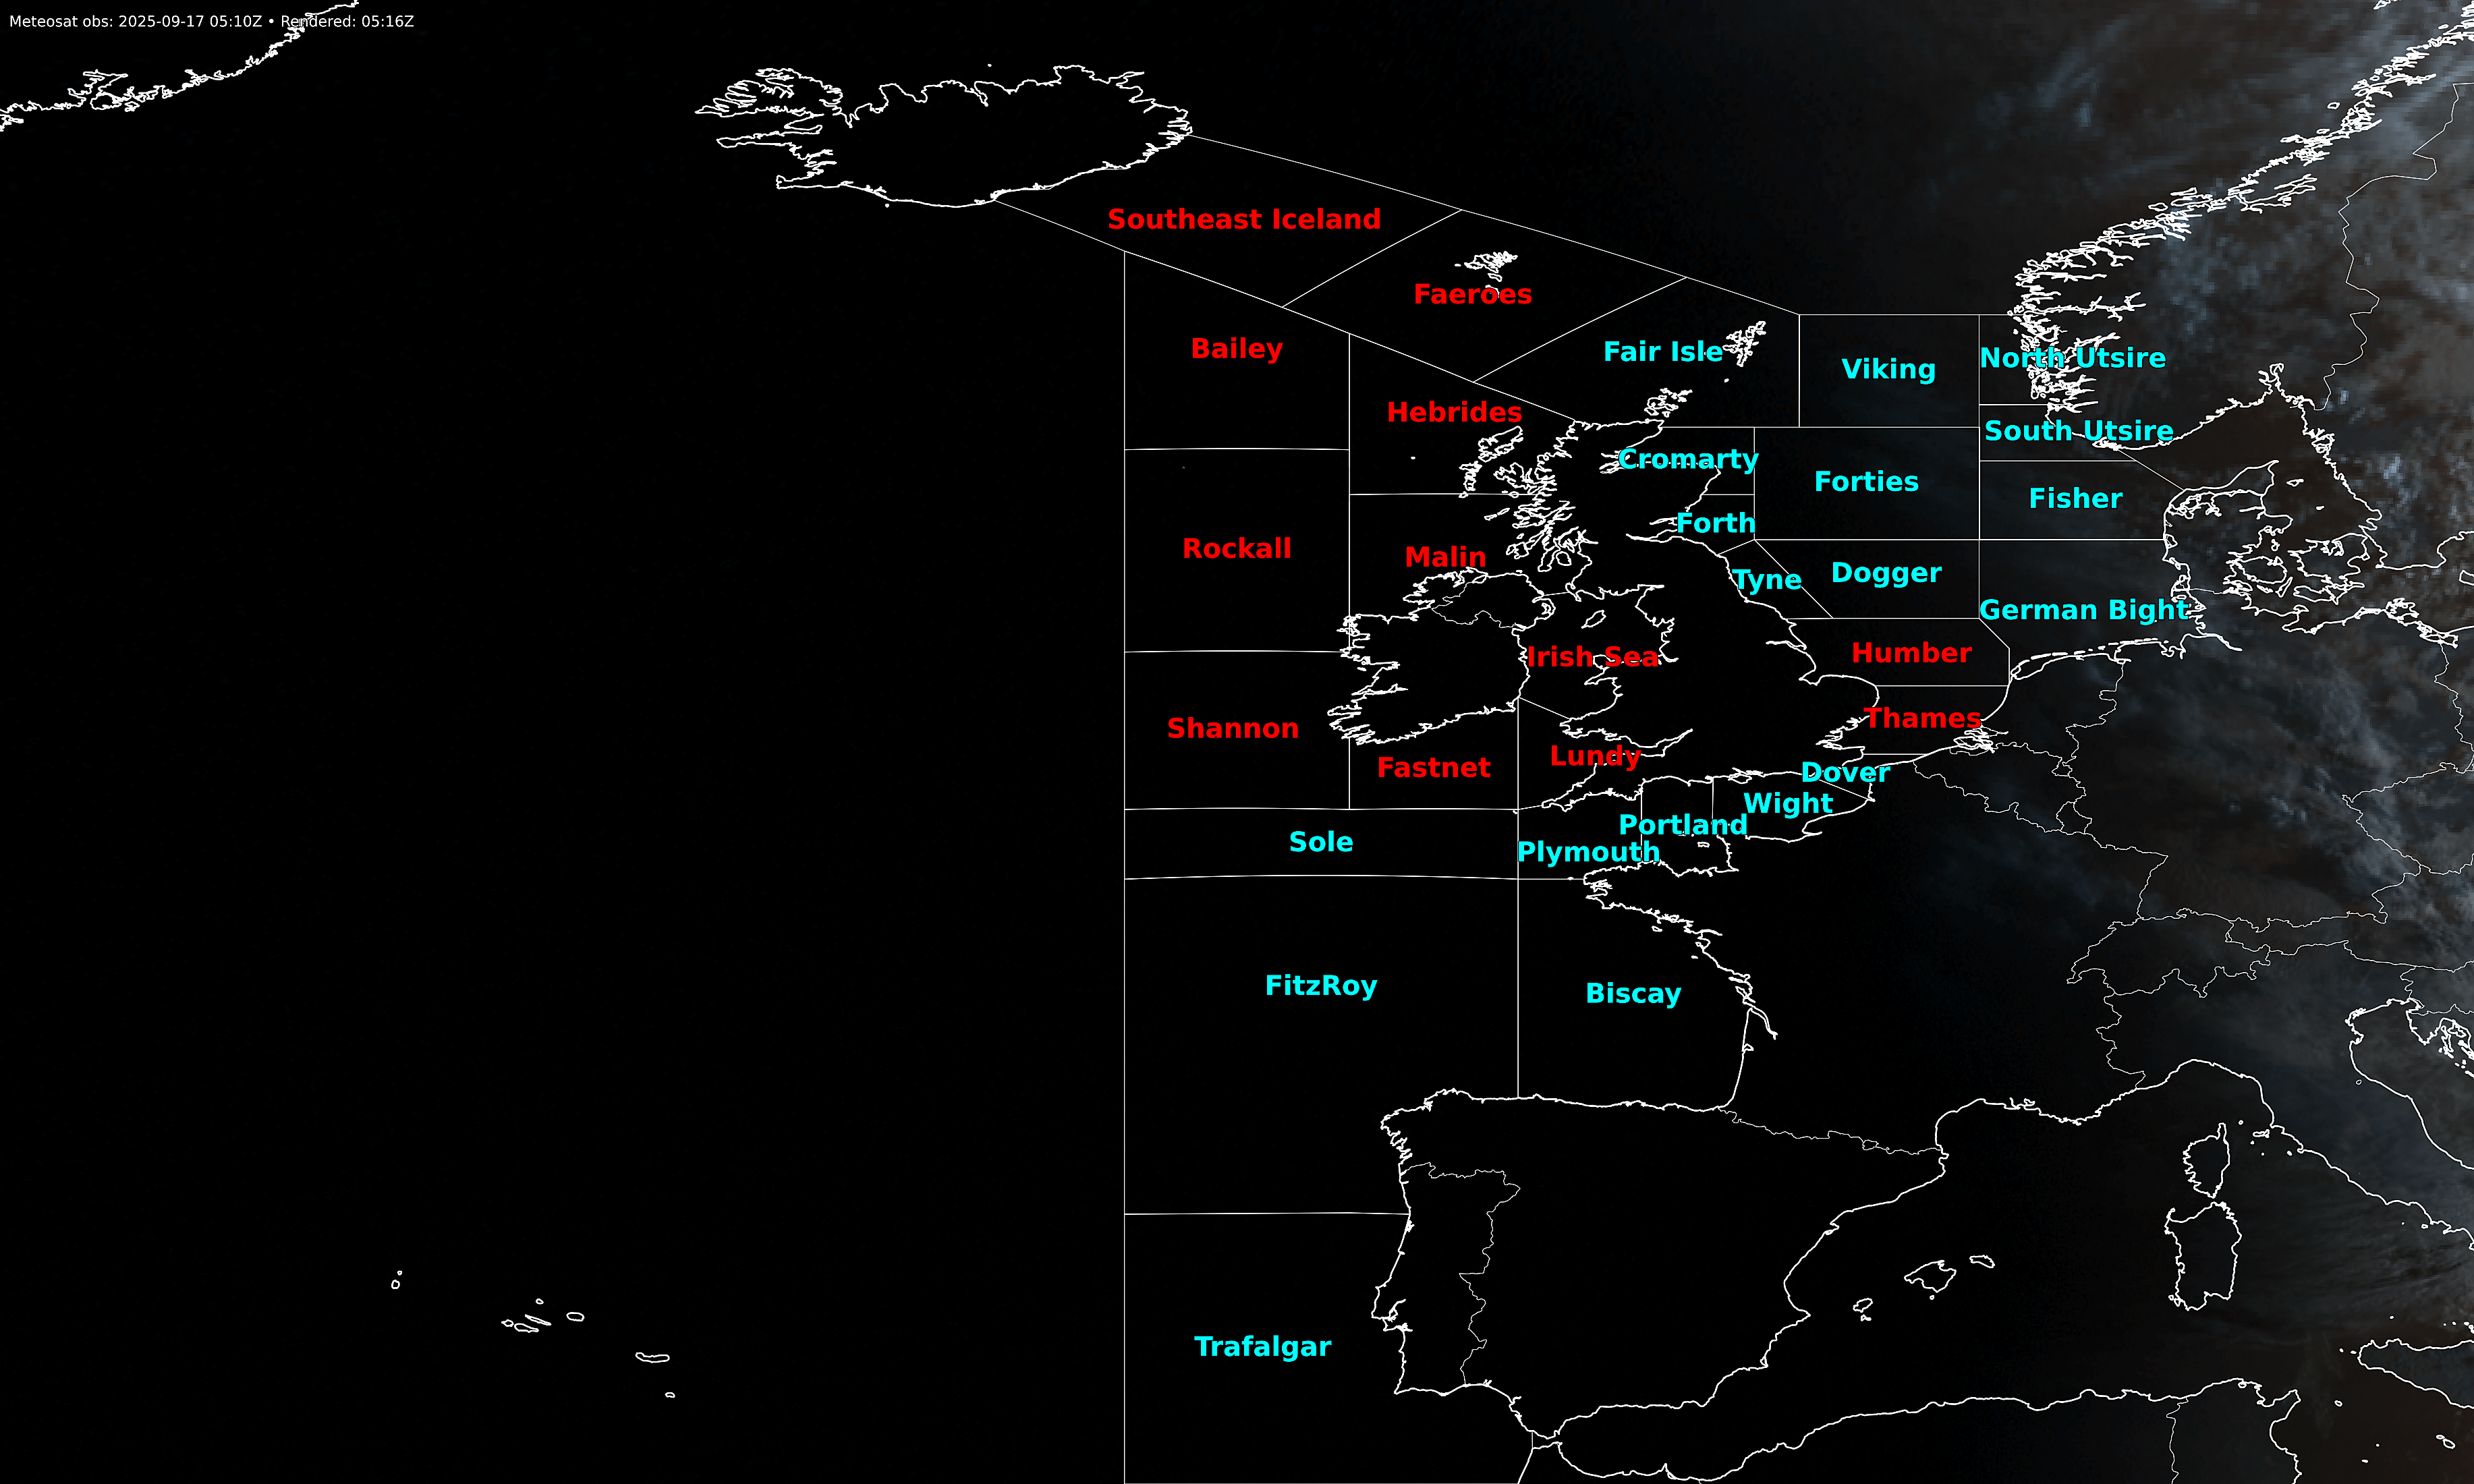 Meteosat obs: 2025-09-17 05:10Z • Rendered: 05:16Z
Southeast Iceland
Faeroes
Bailey
Fair Isle
North Utsire
Viking
Hebrides
South Utsire
Cromarty
Forties
Fisher
Forth
Rockall
Malin
Dogger
Tyne
German Bight
Humber
Irish Sea
Thames
Shannon
Lundy
Fastnet
Dover
Wight
Portland
Sole
Plymouth
FitzRoy
Biscay
Trafalgar